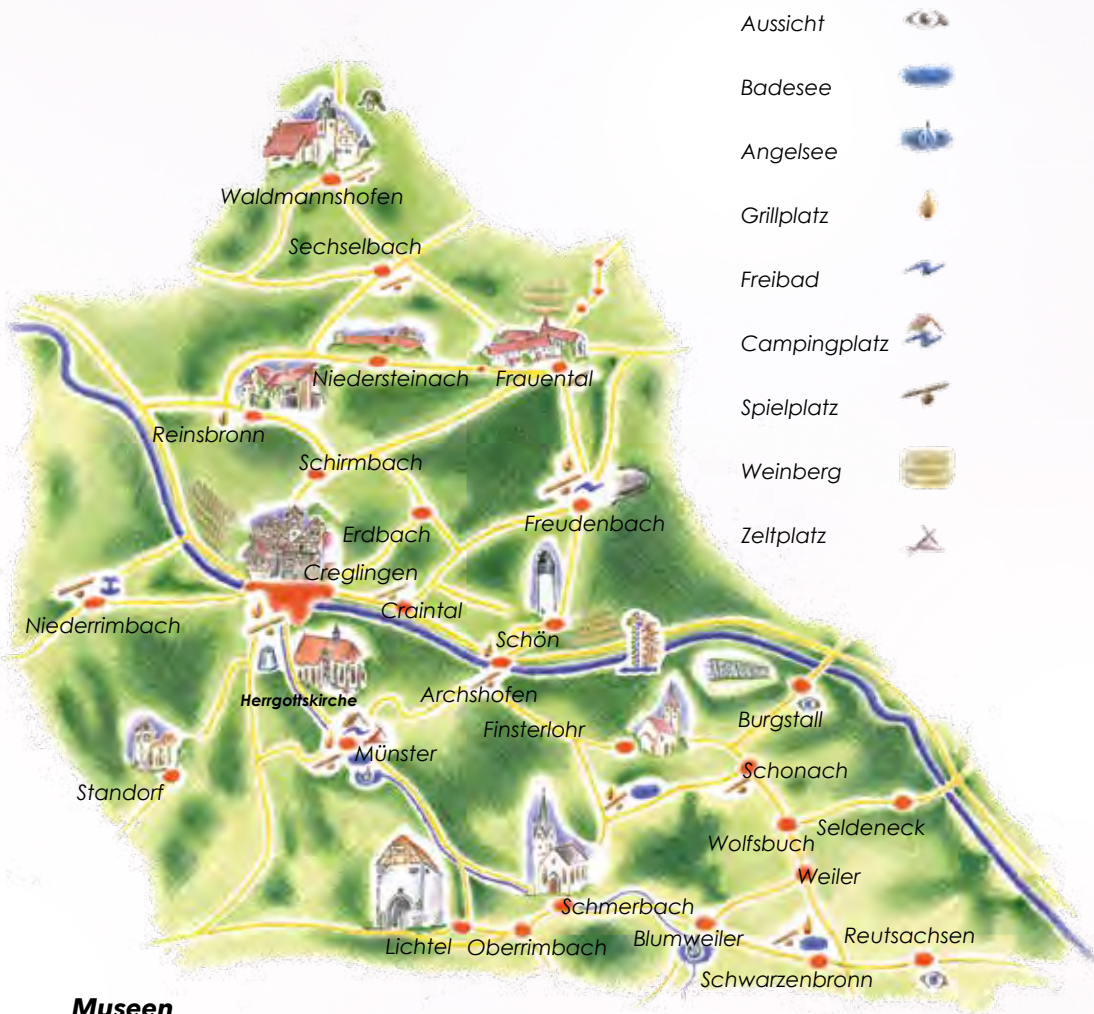 Aussicht
Badesee
Angelsee
Grillplatz
Freibad
Campingplatz
Spielplatz
Weinberg
Zeltplatz
Waldmannshofen
Sechselbach
Niedersteinach
Frauental
Reinsbronn
Schirmbach
Erdbach
Freudenbach
Creglingen
Craintal
Niederrimbach
Schön
Archshofen
Herrgottskirche
Finsterlohr
Burgstall
Münster
Standorf
Schonach
Seldeneck
Wolfsbuch
Weiler
Schmerbach
Lichtel
Oberrimbach
Blumweiler
Reutsachsen
Schwarzenbronn
Museen